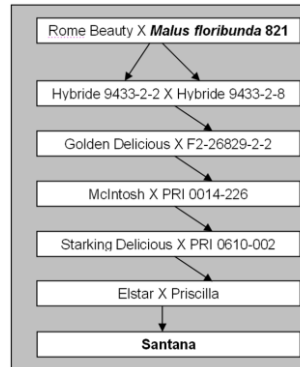 Rome Beauty X Malus floribunda 821
Hybride 9433-2-2 X Hybride 9433-2-8
Golden Delicious X F2-26829-2-2
McIntosh X PRI 0014-226
Starking Delicious X PRI 0610-002
Elstar X Priscilla
Santana